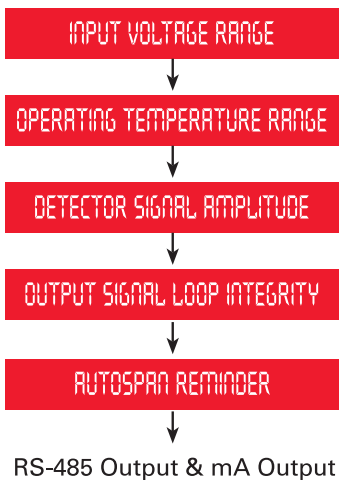 INPUT VOLTAGE RANGE
OPERATING TEMPERATURE RANGE
DETECTOR SIGNAL AMPLITUDE
OUTPUT SIGNAL LOOP INTEGRITY
AUTOSPAN REMINDER
RS-485 Output & mA Output